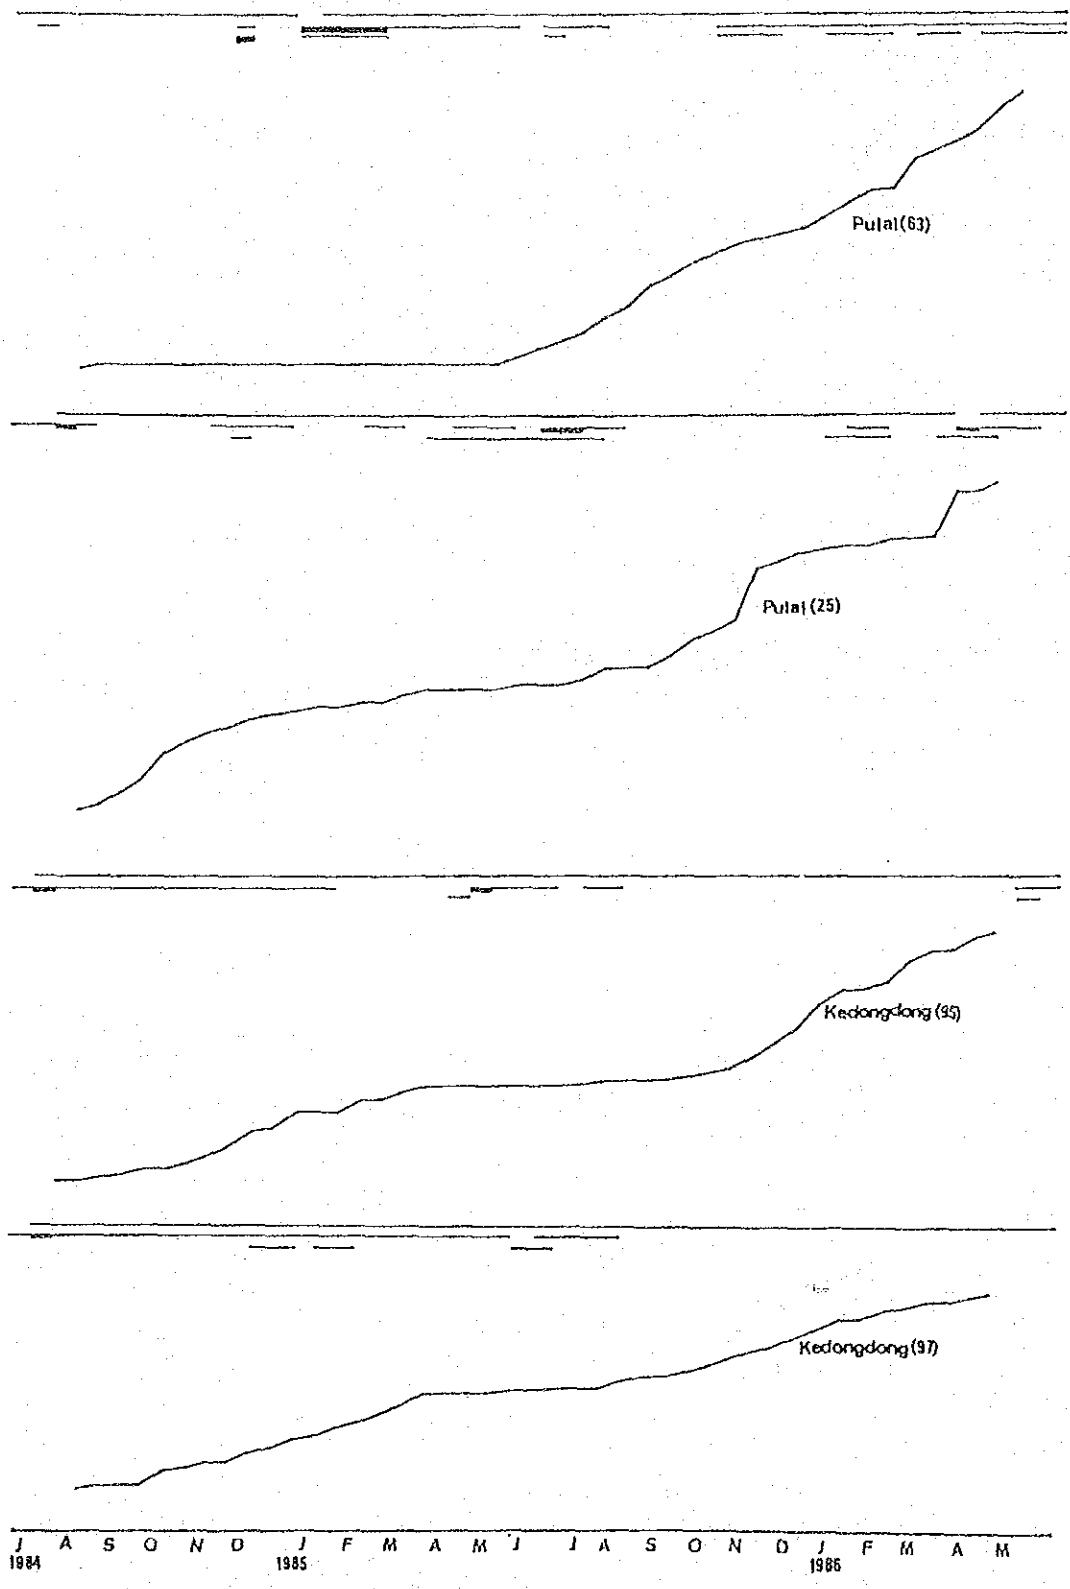 Pulai(63)
Pulai(25)
Kedongdong(95)
Kedongdong(97)
J A S O N D J F M A M J J A S O N D J F M A M
1984 1985 1986